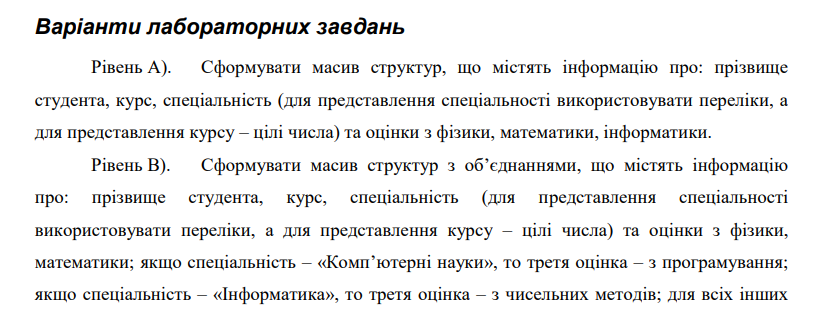 Варіанти лабораторних завдань
Рівень А). Сформувати масив структур, що містять інформацію про: прізвище
студента, курс, спеціальність (для представлення спеціальності використовувати переліки, а
для представлення курсу – цілі числа) та оцінки з фізики, математики, інформатики.
Рівень В). Сформувати масив структур з об’єднаннями, що містять інформацію
про: прізвище студента, курс, спеціальність (для представлення спеціальності
використовувати переліки, а для представлення курсу – цілі числа) та оцінки з фізики,
математики; якщо спеціальність – «Комп’ютерні науки», то третя оцінка – з програмування;
якщо спеціальність – «Інформатика», то третя оцінка – з чисельних методів; для всіх інших